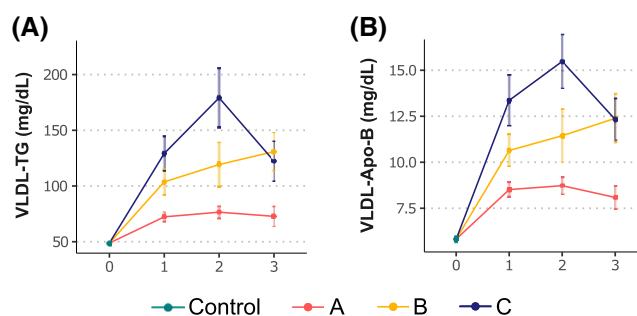 (A)
VLDL-TG (mg/dL)
200
150
100
50
0 1 2 3
(B)
VLDL-Apo-B (mg/dL)
15.0
12.5
10.0
7.5
0 1 2 3
Control A B C